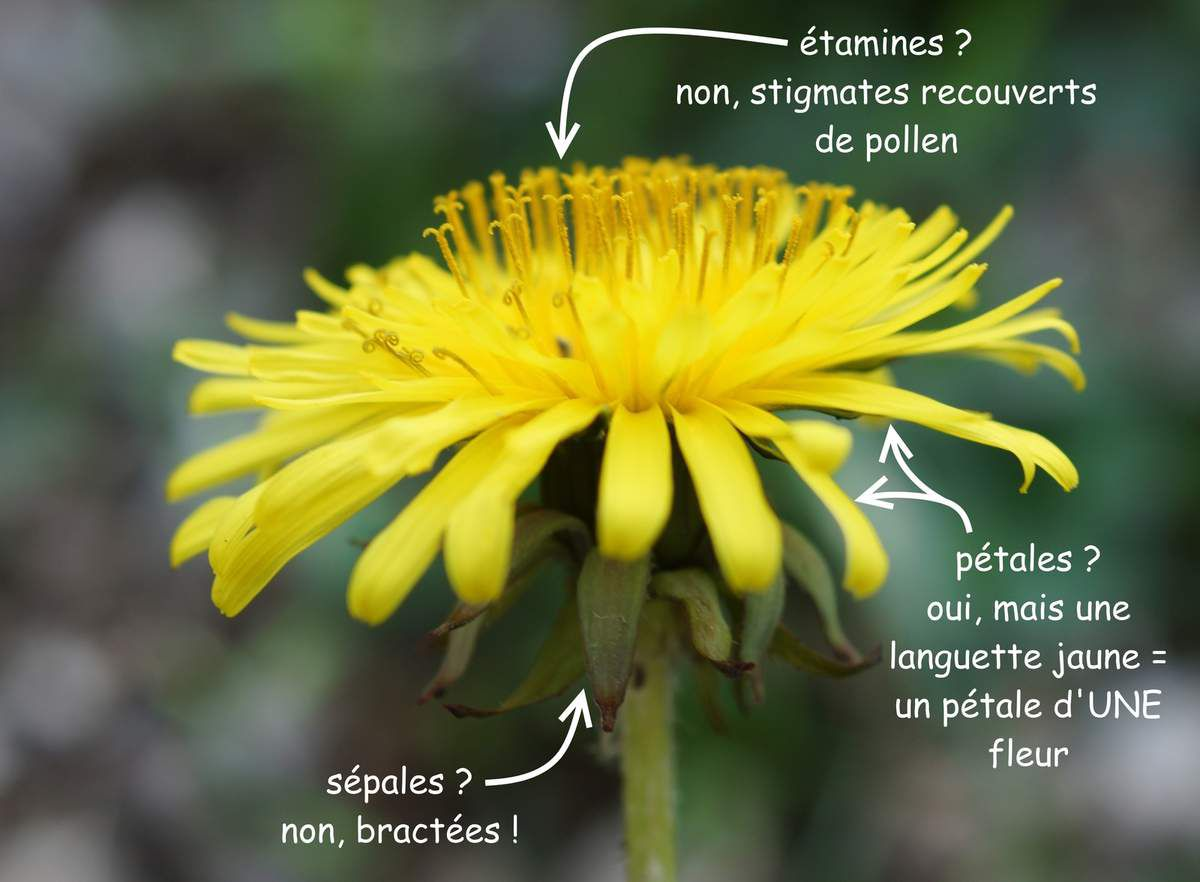 étamines ?
non, stigmates recouverts
de pollen
pétales ?
oui, mais une
languette jaune =
un pétale d'UNE
fleur
sépales ?
non, bractées !